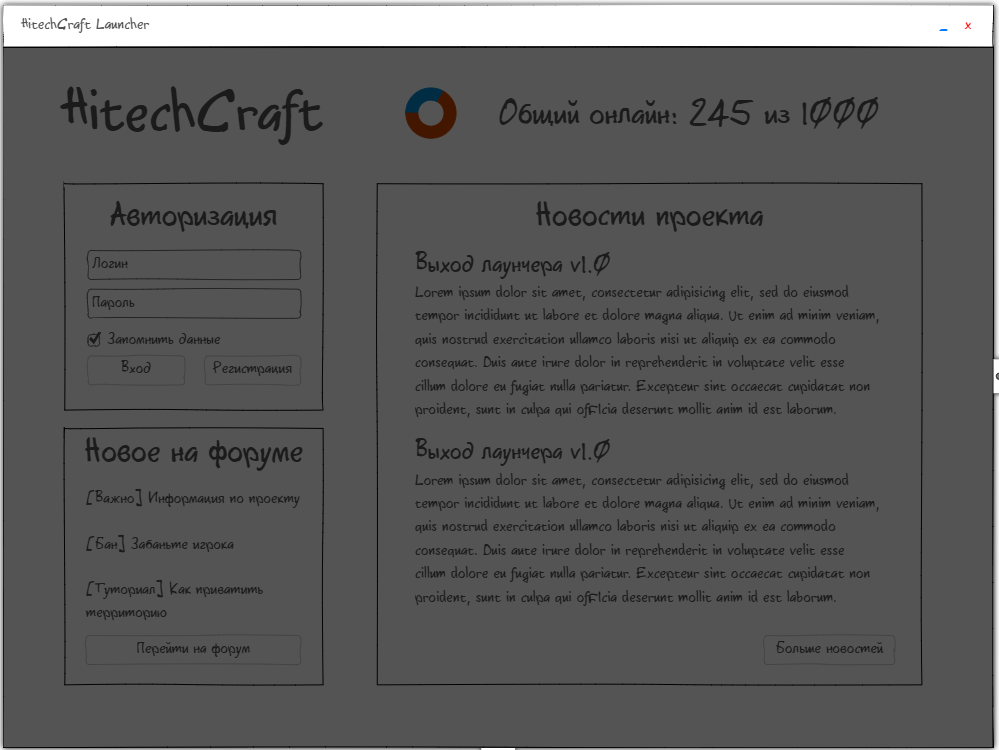 HitechCraft Launcher
HitechCraft
Общий онлайн: 245 из 1000
Авторизация
Логин
Пароль
Запомнить данные
Вход
Регистрация
Новое на форуме
[Важно] Информация по проекту
[Бан] Забаньте игрока
[Туториал] Как приватить
территорию
Перейти на форум
Новости проекта
Выход лаунчера v1.0
Lorem ipsum dolor sit amet, consectetur adipisicing elit, sed do eiusmod
tempor incididunt ut labore et dolore magna aliqua. Ut enim ad minim veniam,
quis nostrud exercitation ullamco laboris nisi ut aliquip ex ea commodo
consequat. Duis aute irure dolor in reprehenderit in voluptate velit esse
cillum dolore eu fugiat nulla pariatur. Excepteur sint occaecat cupidatat non
proident, sunt in culpa qui officia deserunt mollit anim id est laborum.
Выход лаунчера v1.0
Lorem ipsum dolor sit amet, consectetur adipisicing elit, sed do eiusmod
tempor incididunt ut labore et dolore magna aliqua. Ut enim ad minim veniam,
quis nostrud exercitation ullamco laboris nisi ut aliquip ex ea commodo
consequat. Duis aute irure dolor in reprehenderit in voluptate velit esse
cillum dolore eu fugiat nulla pariatur. Excepteur sint occaecat cupidatat non
proident, sunt in culpa qui officia deserunt mollit anim id est laborum.
Больше новостей